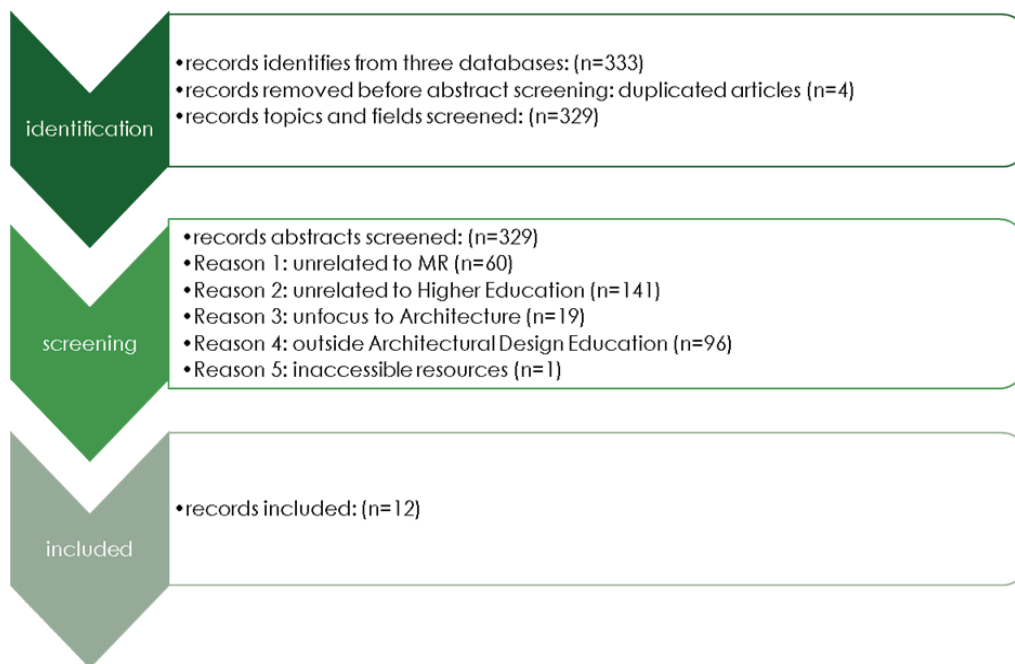 identification
•records identifies from three databases: (n=333)
•records removed before abstract screening: duplicated articles (n=4)
•records topics and fields screened: (n=329)
screening
•records abstracts screened: (n=329)
•Reason 1: unrelated to MR (n=60)
•Reason 2: unrelated to Higher Education (n=141)
•Reason 3: unfocus to Architecture (n=19)
•Reason 4: outside Architectural Design Education (n=96)
•Reason 5: inaccessible resources (n=1)
included
•records included: (n=12)